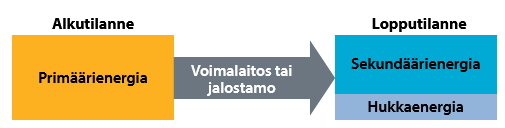 Alkutilanne
Lopputilanne
Primäärienergia
Voimalaitos tai
jalostamo
Sekundäärienergia
Hukkaenergia